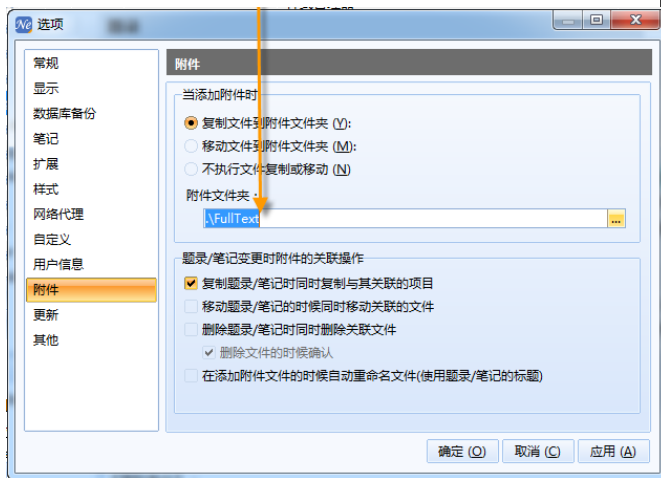 Ne 选项
常规
显示
数据库备份
笔记
扩展
样式
网络代理
自定义
用户信息
附件
更新
其他
附件
当添加附件时
复制文件到附件文件夹 (Y):
移动文件到附件文件夹 (M):
不执行文件复制或移动 (N)
附件文件夹:
.\FullText
...
题录/笔记变更时附件的关联操作
复制题录/笔记时同时复制与其关联的项目
移动题录/笔记的时候同时移动关联的文件
删除题录/笔记时同时删除关联文件
删除文件的时候确认
在添加附件文件的时候自动重命名文件(使用题录/笔记的标题)
确定 (O) 取消 (C) 应用 (A)